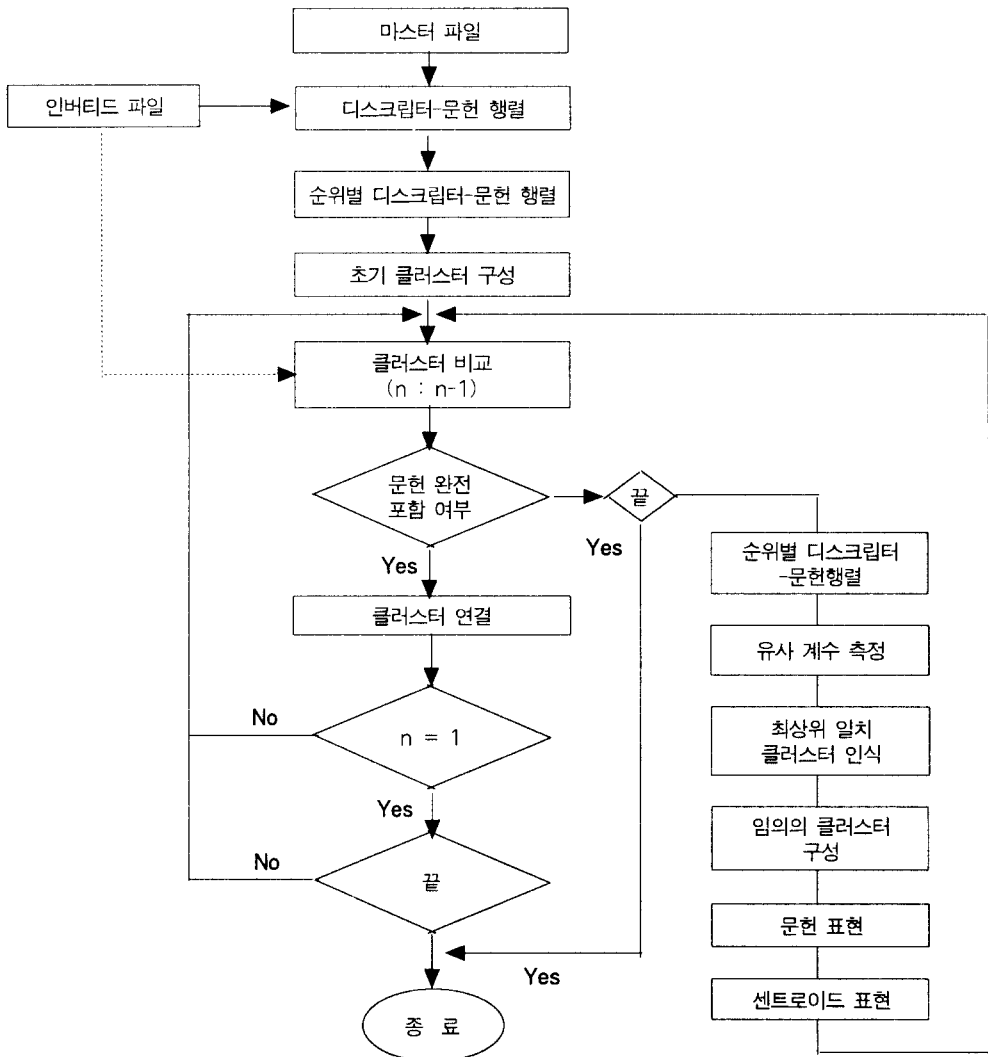 마스터 파일
인버티드 파일
디스크립터-문헌 행렬
순위별 디스크립터-문헌 행렬
초기 클러스터 구성
클러스터 비교
(n : n-1)
문헌 완전
포함 여부
끝
Yes
Yes
순위별 디스크립터
-문헌행렬
클러스터 연결
유사 계수 측정
No
n = 1
최상위 일치
클러스터 인식
Yes
임의의 클러스터
구성
No
끝
문헌 표현
Yes
센트로이드 표현
종 료